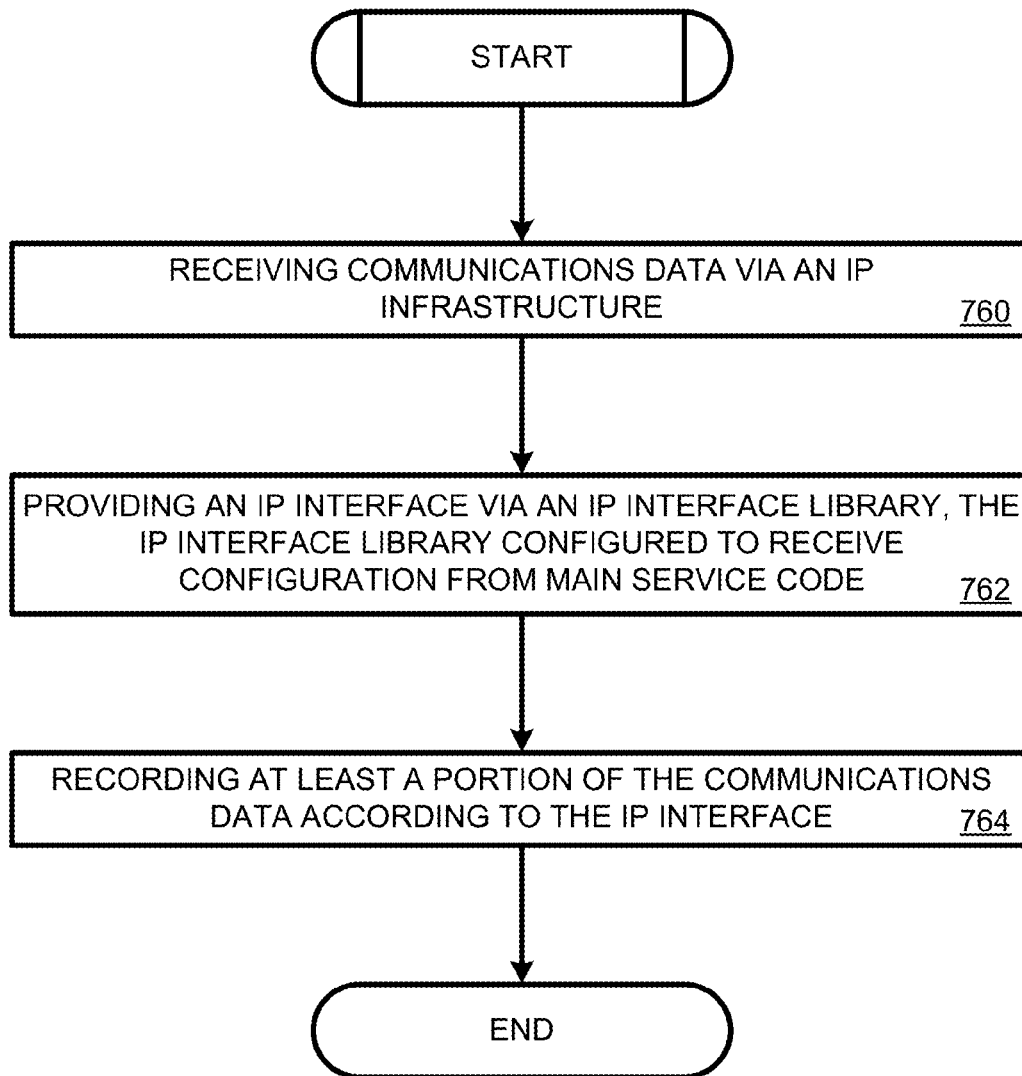 START
RECEIVING COMMUNICATIONS DATA VIA AN IP
INFRASTRUCTURE
760
PROVIDING AN IP INTERFACE VIA AN IP INTERFACE LIBRARY, THE
IP INTERFACE LIBRARY CONFIGURED TO RECEIVE
CONFIGURATION FROM MAIN SERVICE CODE
762
RECORDING AT LEAST A PORTION OF THE COMMUNICATIONS
DATA ACCORDING TO THE IP INTERFACE
764
END